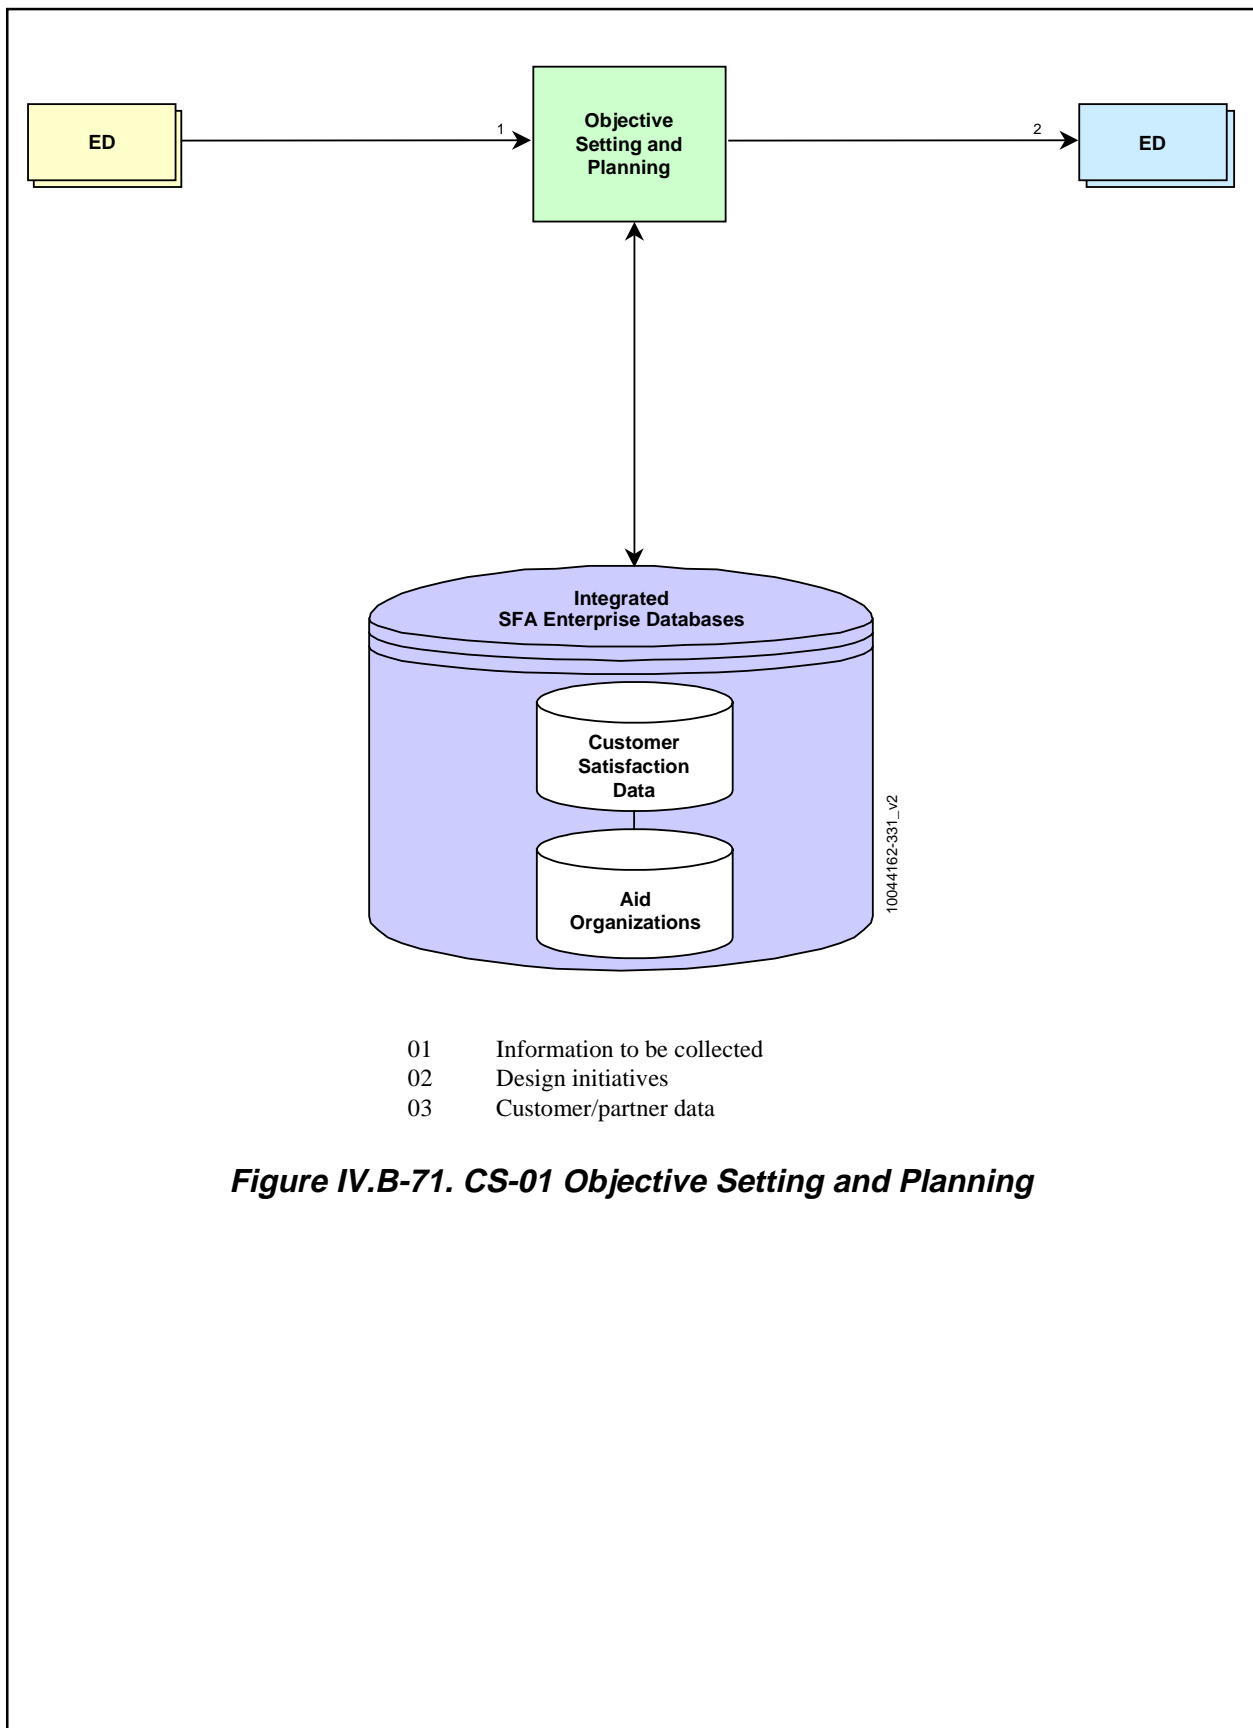 ED
1
Objective
Setting and
Planning
2
ED
Integrated
SFA Enterprise Databases
Customer
Satisfaction
Data
Aid
Organizations
10044162-331_v2
01 Information to be collected
02 Design initiatives
03 Customer/partner data
Figure IV.B-71. CS-01 Objective Setting and Planning